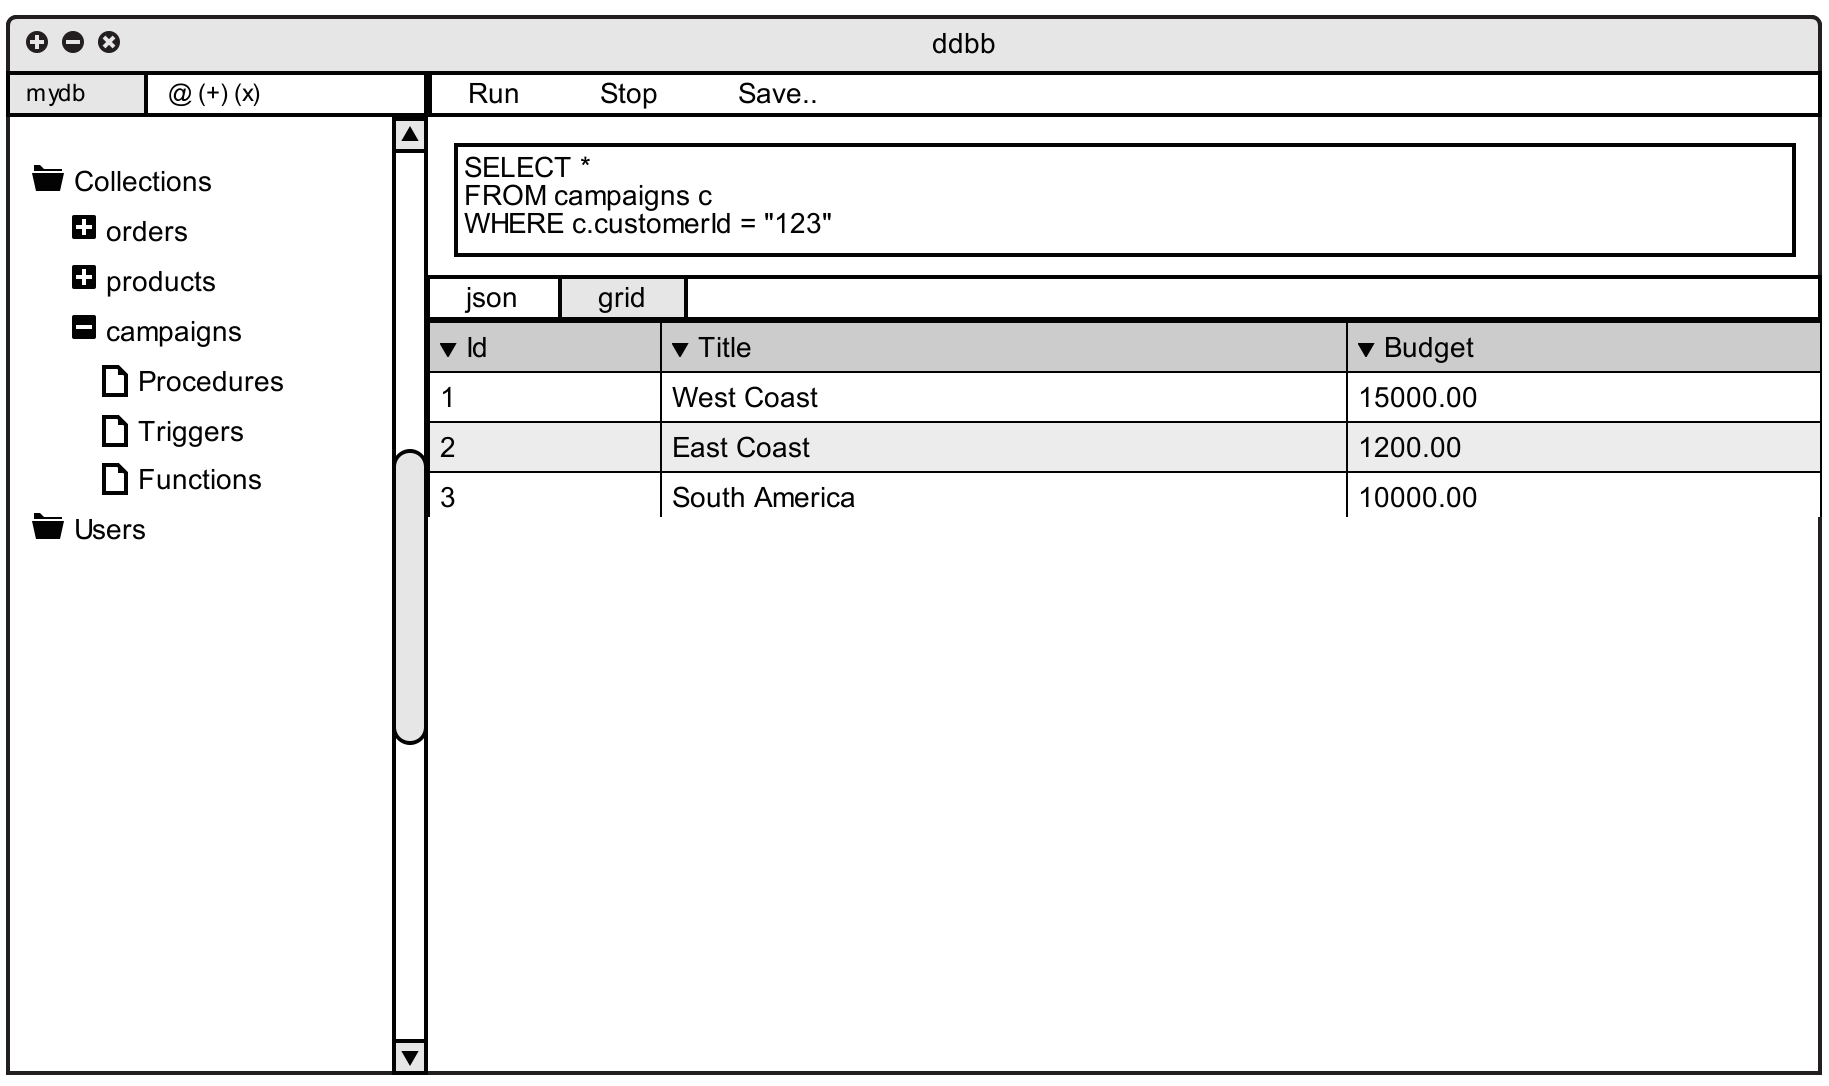 ddbb
mydb @ (+) (x)
Run Stop Save..
Collections
orders
products
campaigns
Procedures
Triggers
Functions
Users
SELECT *
FROM campaigns c
WHERE c.customerId = "123"
json grid
Id Title Budget
1 West Coast 15000.00
2 East Coast 1200.00
3 South America 10000.00